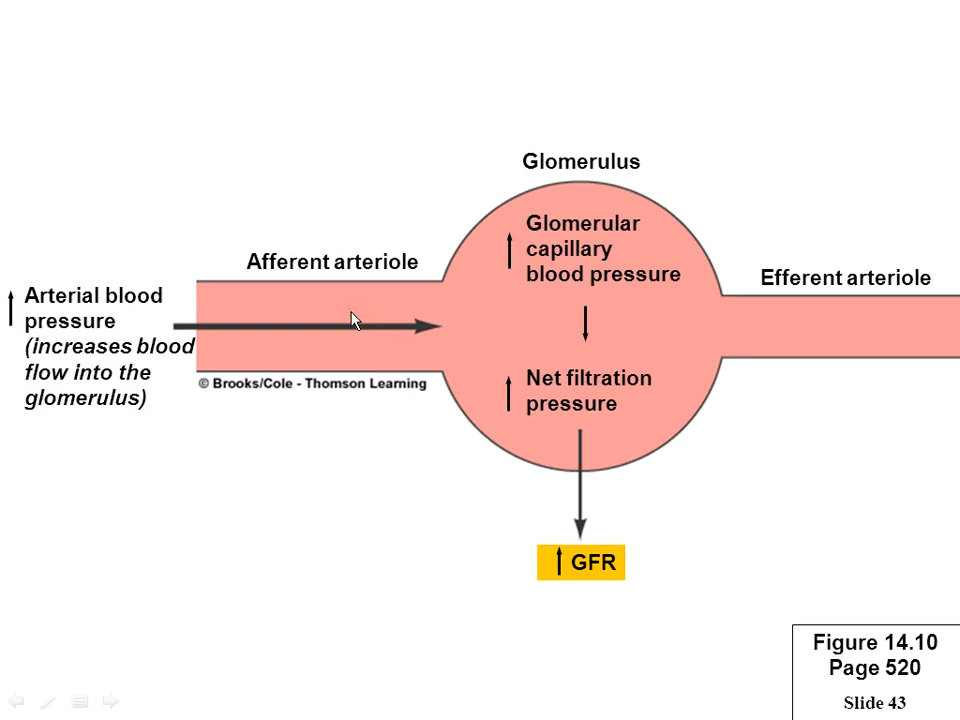 Glomerulus
Glomerular
capillary
blood pressure
Afferent arteriole
Efferent arteriole
Arterial blood
pressure
(increases blood
flow into the
glomerulus)
© Brooks/Cole - Thomson Learning
Net filtration
pressure
GFR
Figure 14.10
Page 520
Slide 43